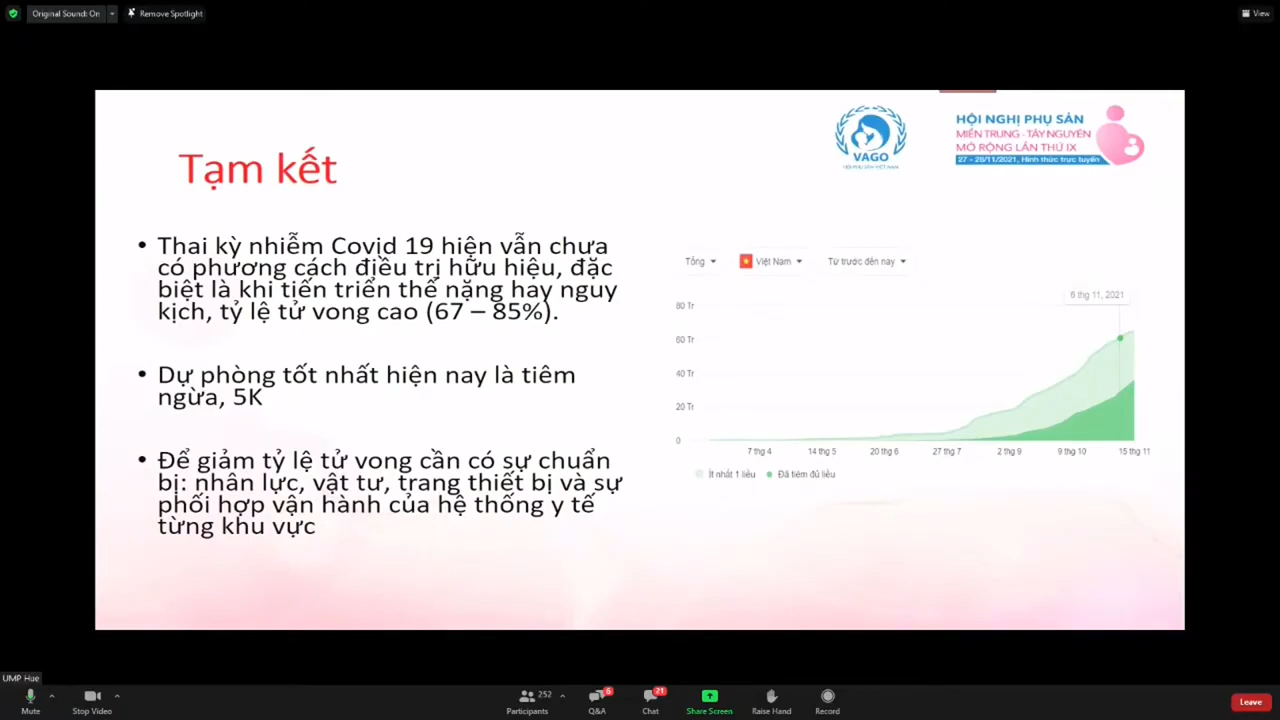 Original Sound: On
Remove Spotlight
View
VAGO
HỘI PHỤ SẢN VIỆT NAM
HỘI NGHỊ PHỤ SẢN
MIỀN TRUNG - TÂY NGUYÊN
MỞ RỘNG LẦN THỨ IX
27 - 28/11/2021, Hình thức trực tuyến
Tạm kết
• Thai kỳ nhiễm Covid 19 hiện vẫn chưa
có phương cách điều trị hữu hiệu, đặc
biệt là khi tiến triển thể nặng hay nguy
kịch, tỷ lệ tử vong cao (67 – 85%).
• Dự phòng tốt nhất hiện nay là tiêm
ngừa, 5K
• Để giảm tỷ lệ tử vong cần có sự chuẩn
bị: nhân lực, vật tư, trang thiết bị và sự
phối hợp vận hành của hệ thống y tế
từng khu vực
Tổng
Việt Nam
Từ trước đến nay
6 thg 11, 2021
80 Tr
60 Tr
40 Tr
20 Tr
0
7 thg 4
14 thg 5
20 thg 6
27 thg 7
2 thg 9
9 thg 10
15 thg 11
Ít nhất 1 liều
Đã tiêm đủ liều
UMP Hue
Mute
Stop Video
252
Participants
6
Q&A
21
Chat
Share Screen
Raise Hand
Record
Leave